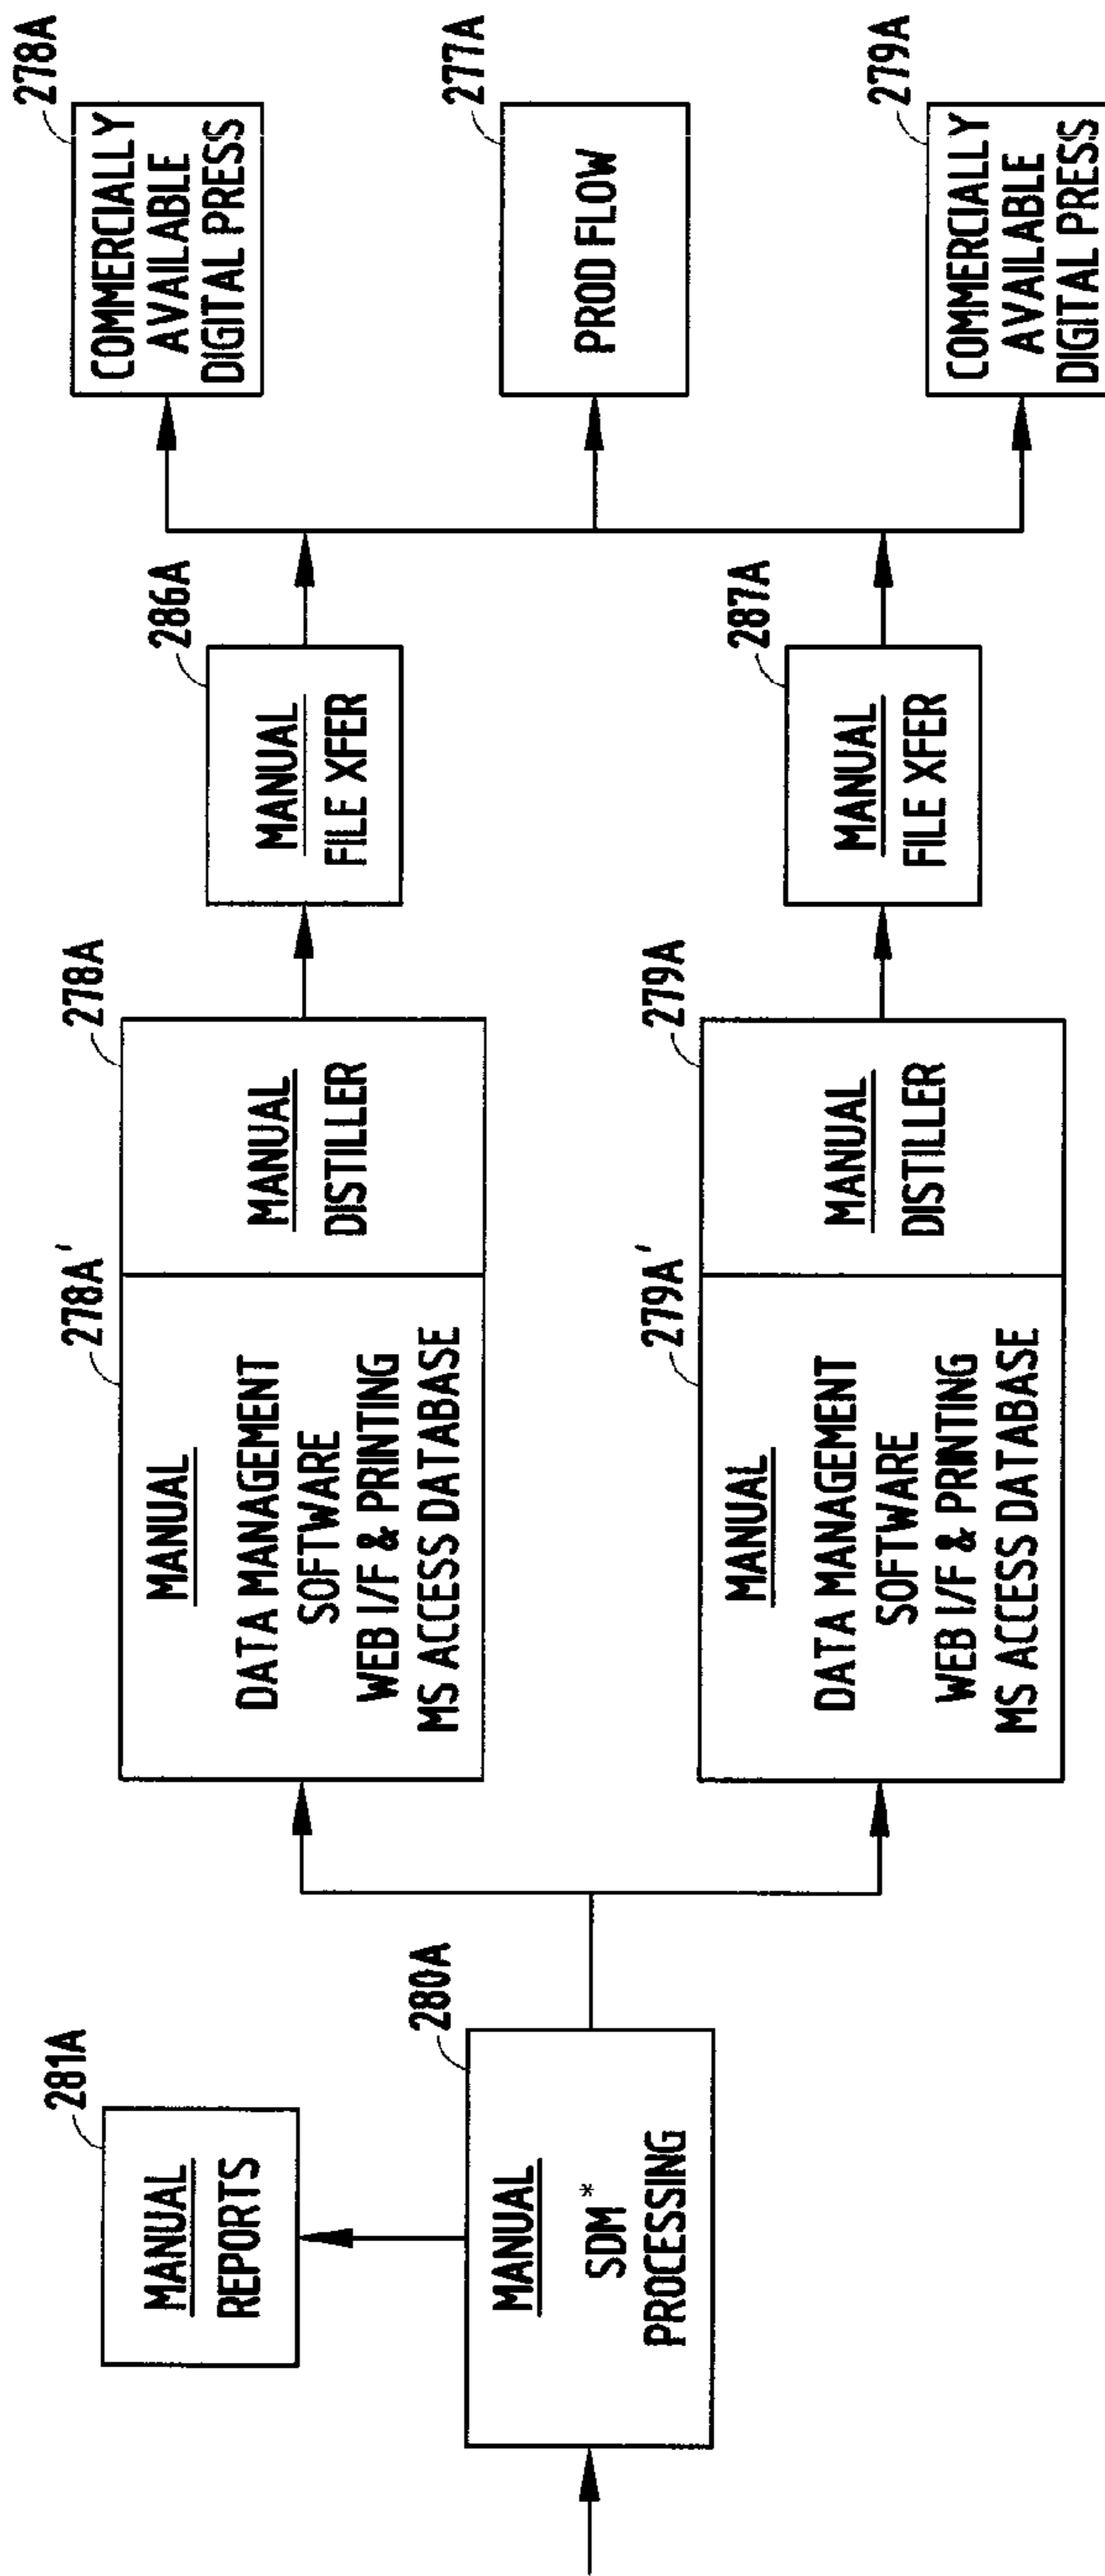 281A
MANUAL
REPORTS
280A
MANUAL
SDM*
PROCESSING
278A'
MANUAL
DATA MANAGEMENT
SOFTWARE
WEB I/F & PRINTING
MS ACCESS DATABASE
278A
MANUAL
DISTILLER
279A'
MANUAL
DATA MANAGEMENT
SOFTWARE
WEB I/F & PRINTING
MS ACCESS DATABASE
279A
MANUAL
DISTILLER
286A
MANUAL
FILE XFER
287A
MANUAL
FILE XFER
278A
COMMERCIALLY
AVAILABLE
DIGITAL PRESS
277A
PROD FLOW
279A
COMMERCIALLY
AVAILABLE
DIGITAL PRESS